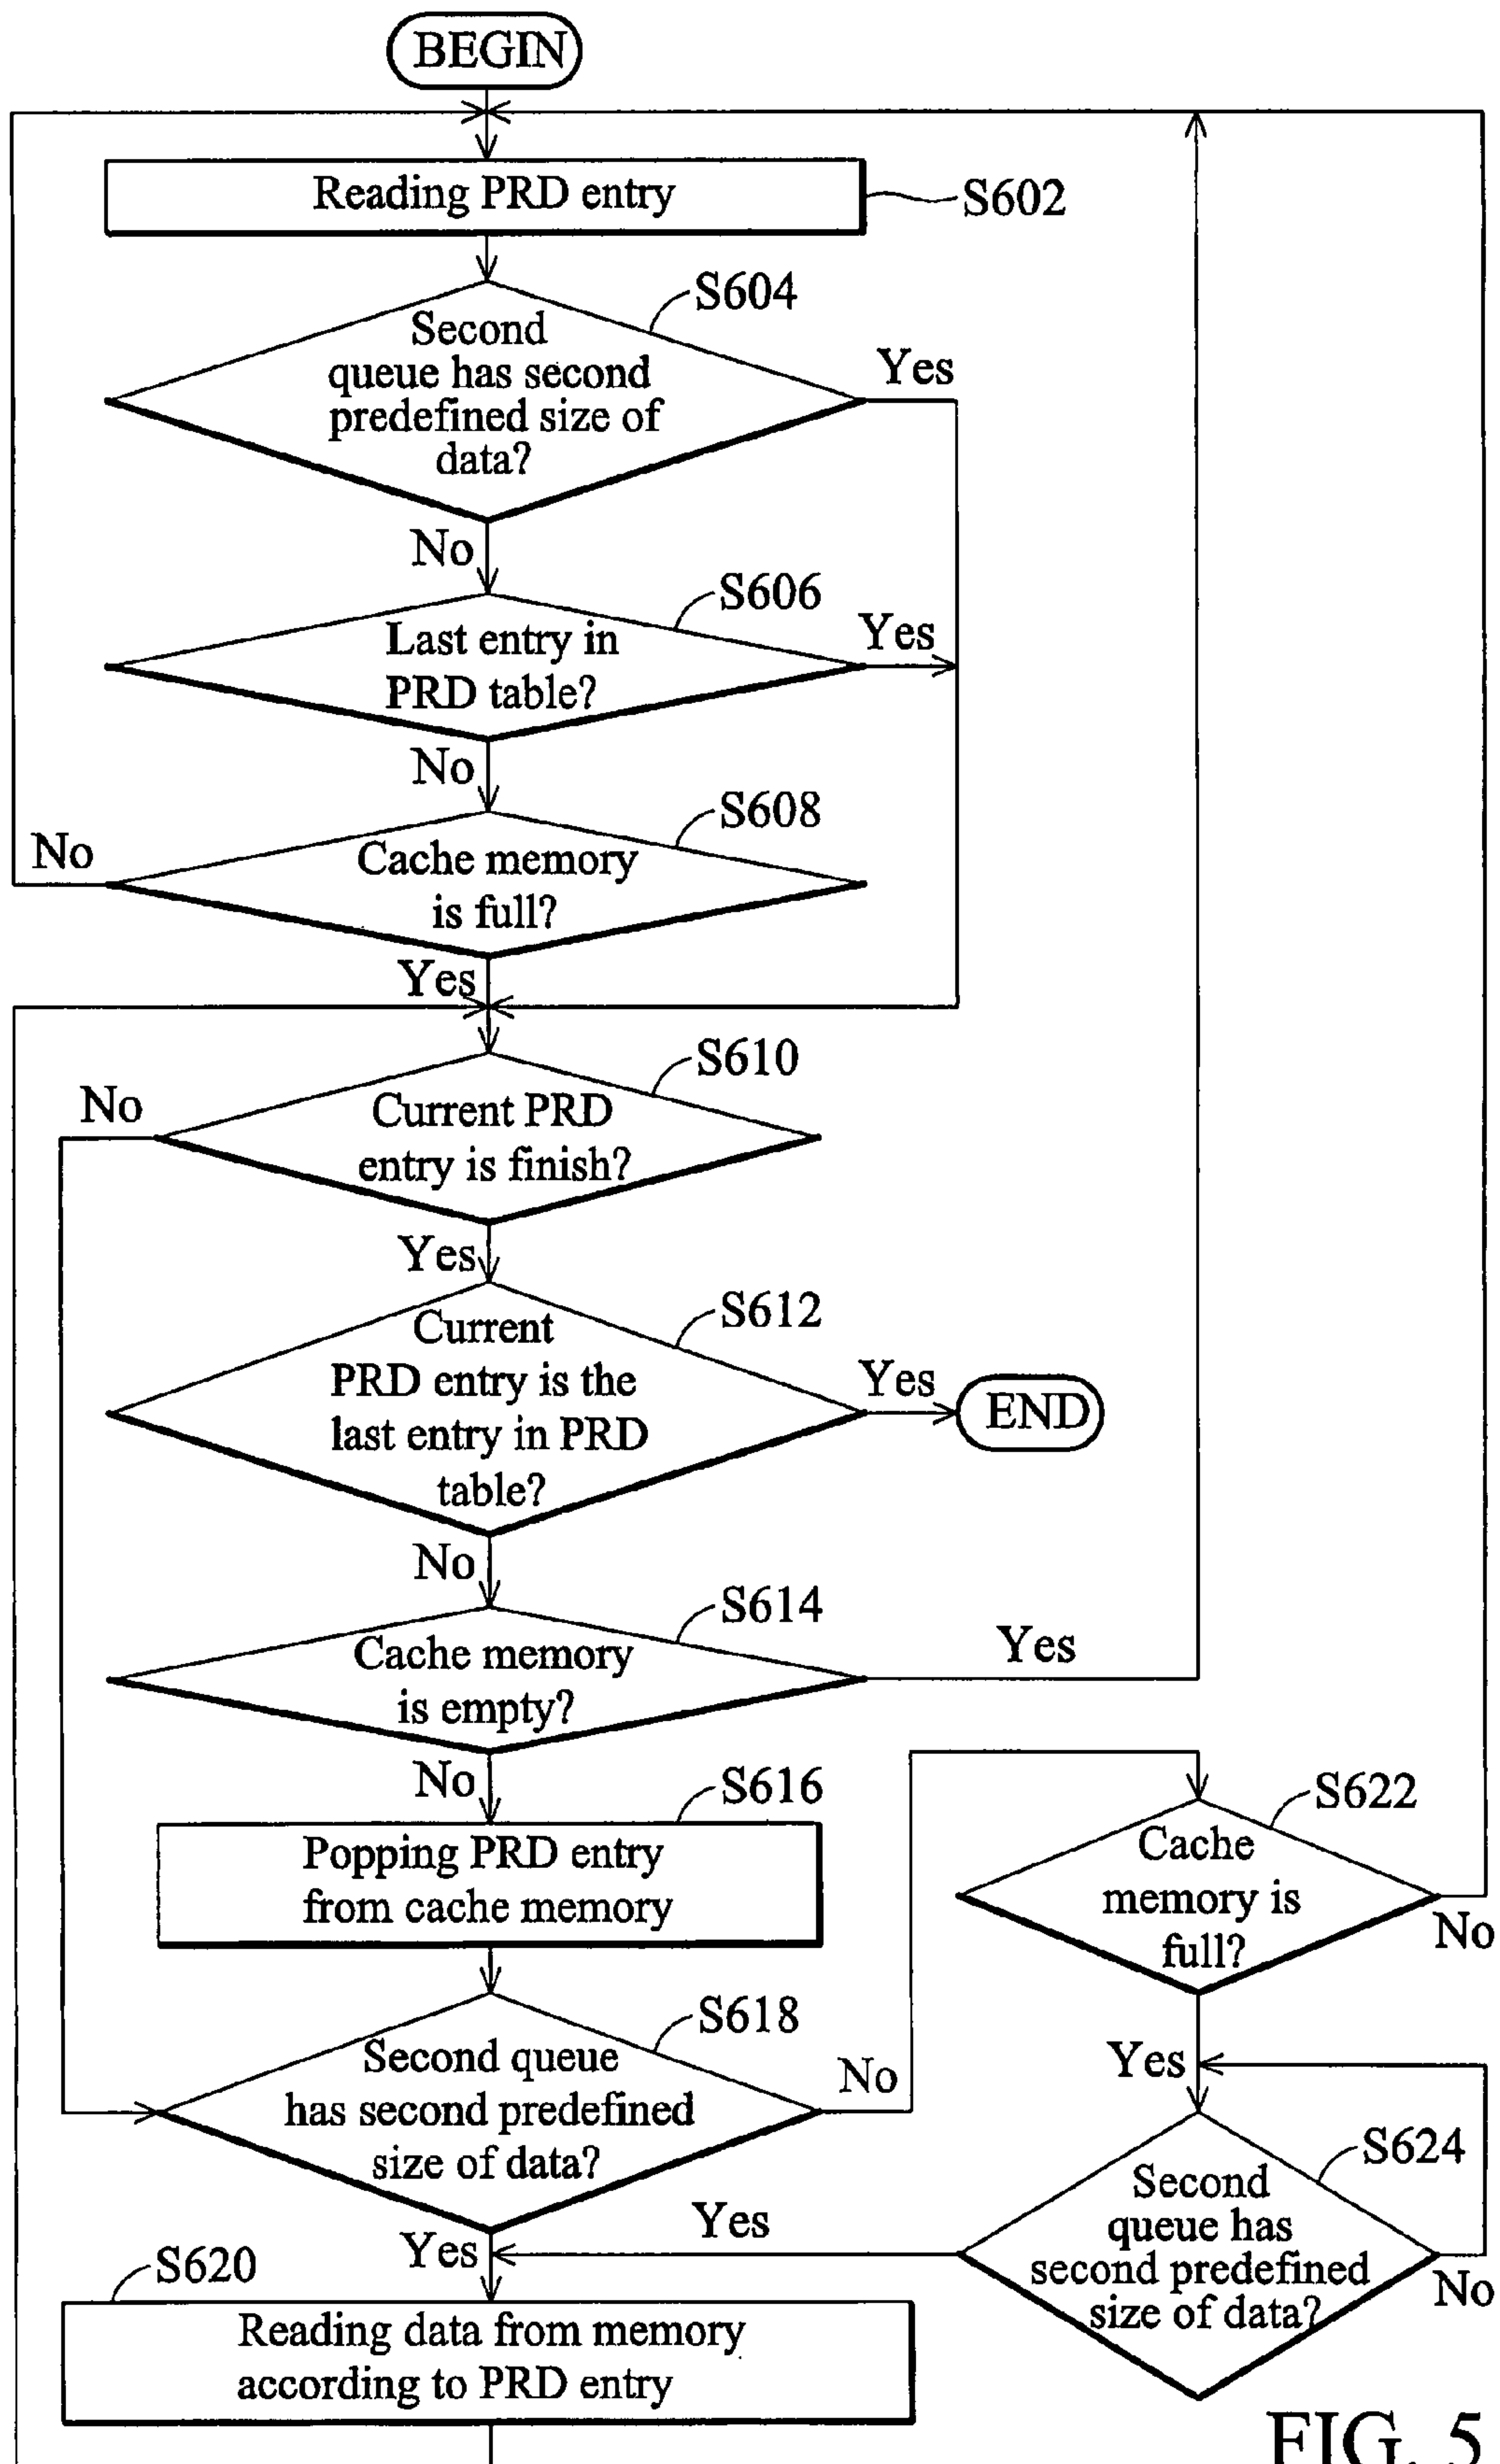 BEGIN
Reading PRD entry
S602
S604
Second
queue has second
predefined size of
data?
Yes
No
S606
Last entry in
PRD table?
Yes
No
S608
Cache memory
is full?
No
Yes
S610
Current PRD
entry is finish?
No
Yes
S612
Current
PRD entry is the
last entry in PRD
table?
Yes
END
No
S614
Cache memory
is empty?
Yes
No
S616
Popping PRD entry
from cache memory
S622
Cache
memory is
full?
No
Yes
S618
Second queue
has second predefined
size of data?
No
Yes
S624
Second
queue has
second predefined
size of data?
Yes
No
S620
Reading data from memory
according to PRD entry
FIG. 5